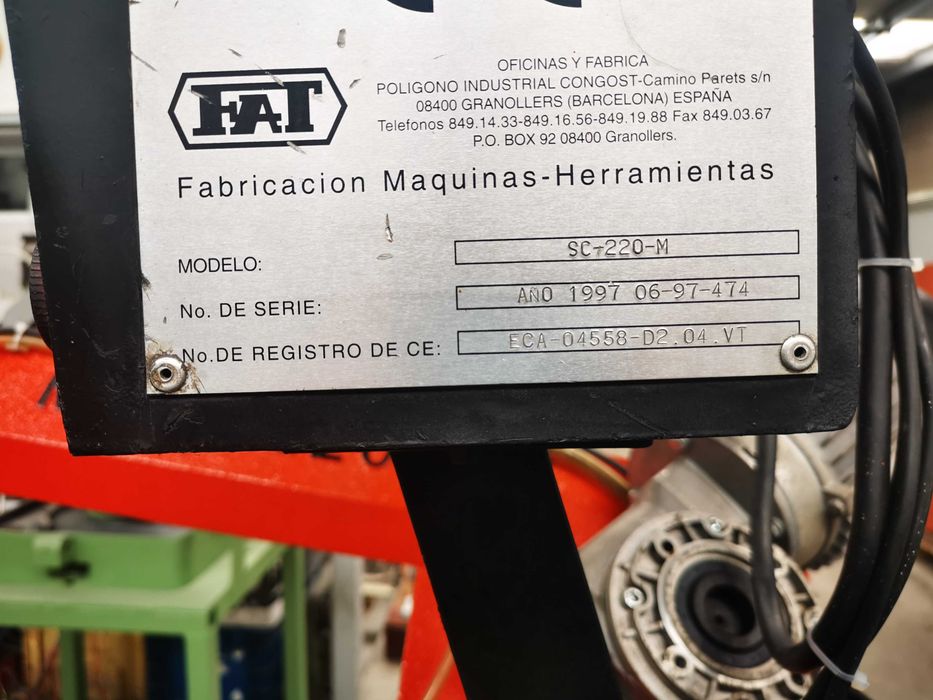 FAT
OFICINAS Y FABRICA
POLIGONO INDUSTRIAL CONGOST-Camino Parets s/n
08400 GRANOLLERS (BARCELONA) ESPAÑA
Telefonos 849.14.33-849.16.56-849.19.88 Fax 849.03.67
P.O. BOX 92 08400 Granollers.
Fabricacion Maquinas-Herramientas
MODELO: SC-220-M
No. DE SERIE: AÑO 1997 06-97-474
No.DE REGISTRO DE CE: ECA-04558-D2.04.VT